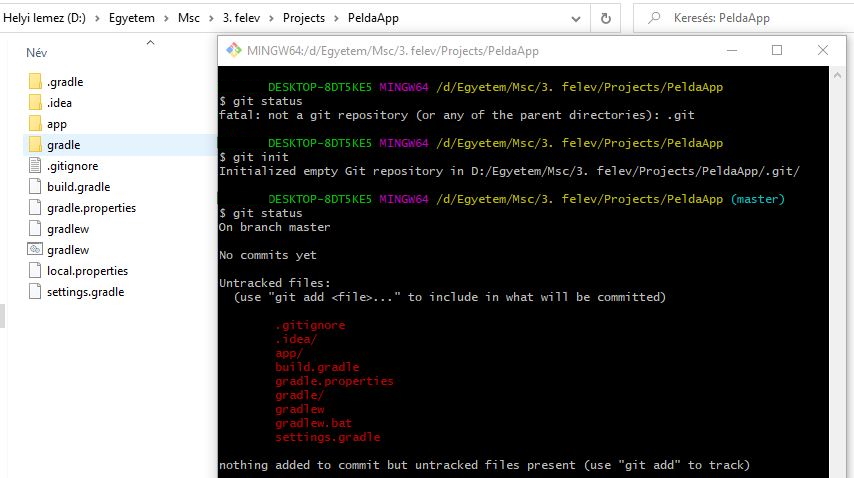 Helyi lemez (D:) > Egyetem > Msc > 3. felev > Projects > PeldaApp
Keresés: PeldaApp
Név
.gradle
.idea
app
gradle
.gitignore
build.gradle
gradle.properties
gradlew
gradlew
local.properties
settings.gradle
MINGW64:/d/Egyetem/Msc/3. felev/Projects/PeldaApp
DESKTOP-8DT5KE5 MINGW64 /d/Egyetem/Msc/3. felev/Projects/PeldaApp
$ git status
fatal: not a git repository (or any of the parent directories): .git
DESKTOP-8DT5KE5 MINGW64 /d/Egyetem/Msc/3. felev/Projects/PeldaApp
$ git init
Initialized empty Git repository in D:/Egyetem/Msc/3. felev/Projects/PeldaApp/.git/
DESKTOP-8DT5KE5 MINGW64 /d/Egyetem/Msc/3. felev/Projects/PeldaApp (master)
$ git status
On branch master
No commits yet
Untracked files:
(use "git add <file>..." to include in what will be committed)
.gitignore
.idea/
app/
build.gradle
gradle.properties
gradle/
gradlew
gradlew.bat
settings.gradle
nothing added to commit but untracked files present (use "git add" to track)